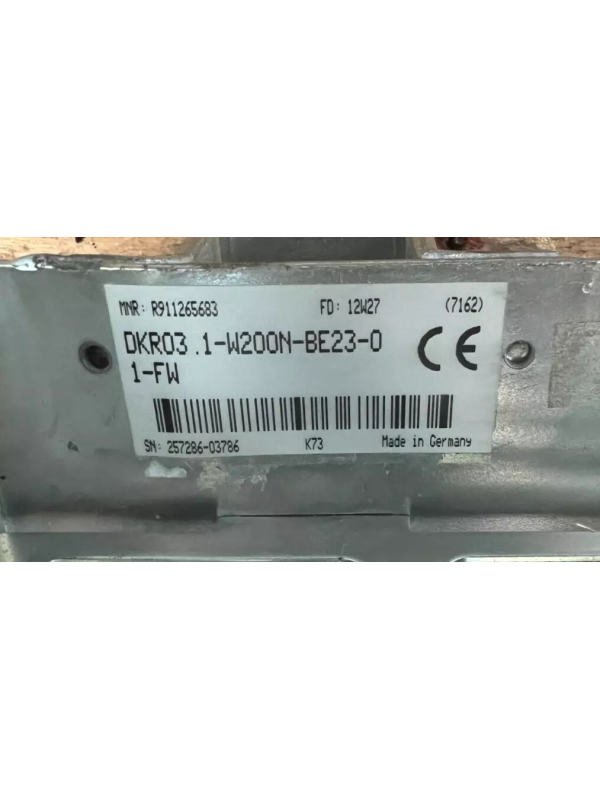 MNR: R911265683 FD: 12W27 (7162)
DKR03.1-W200N-BE23-0
1-FW
CE
SN: 257286-03786 K73 Made in Germany